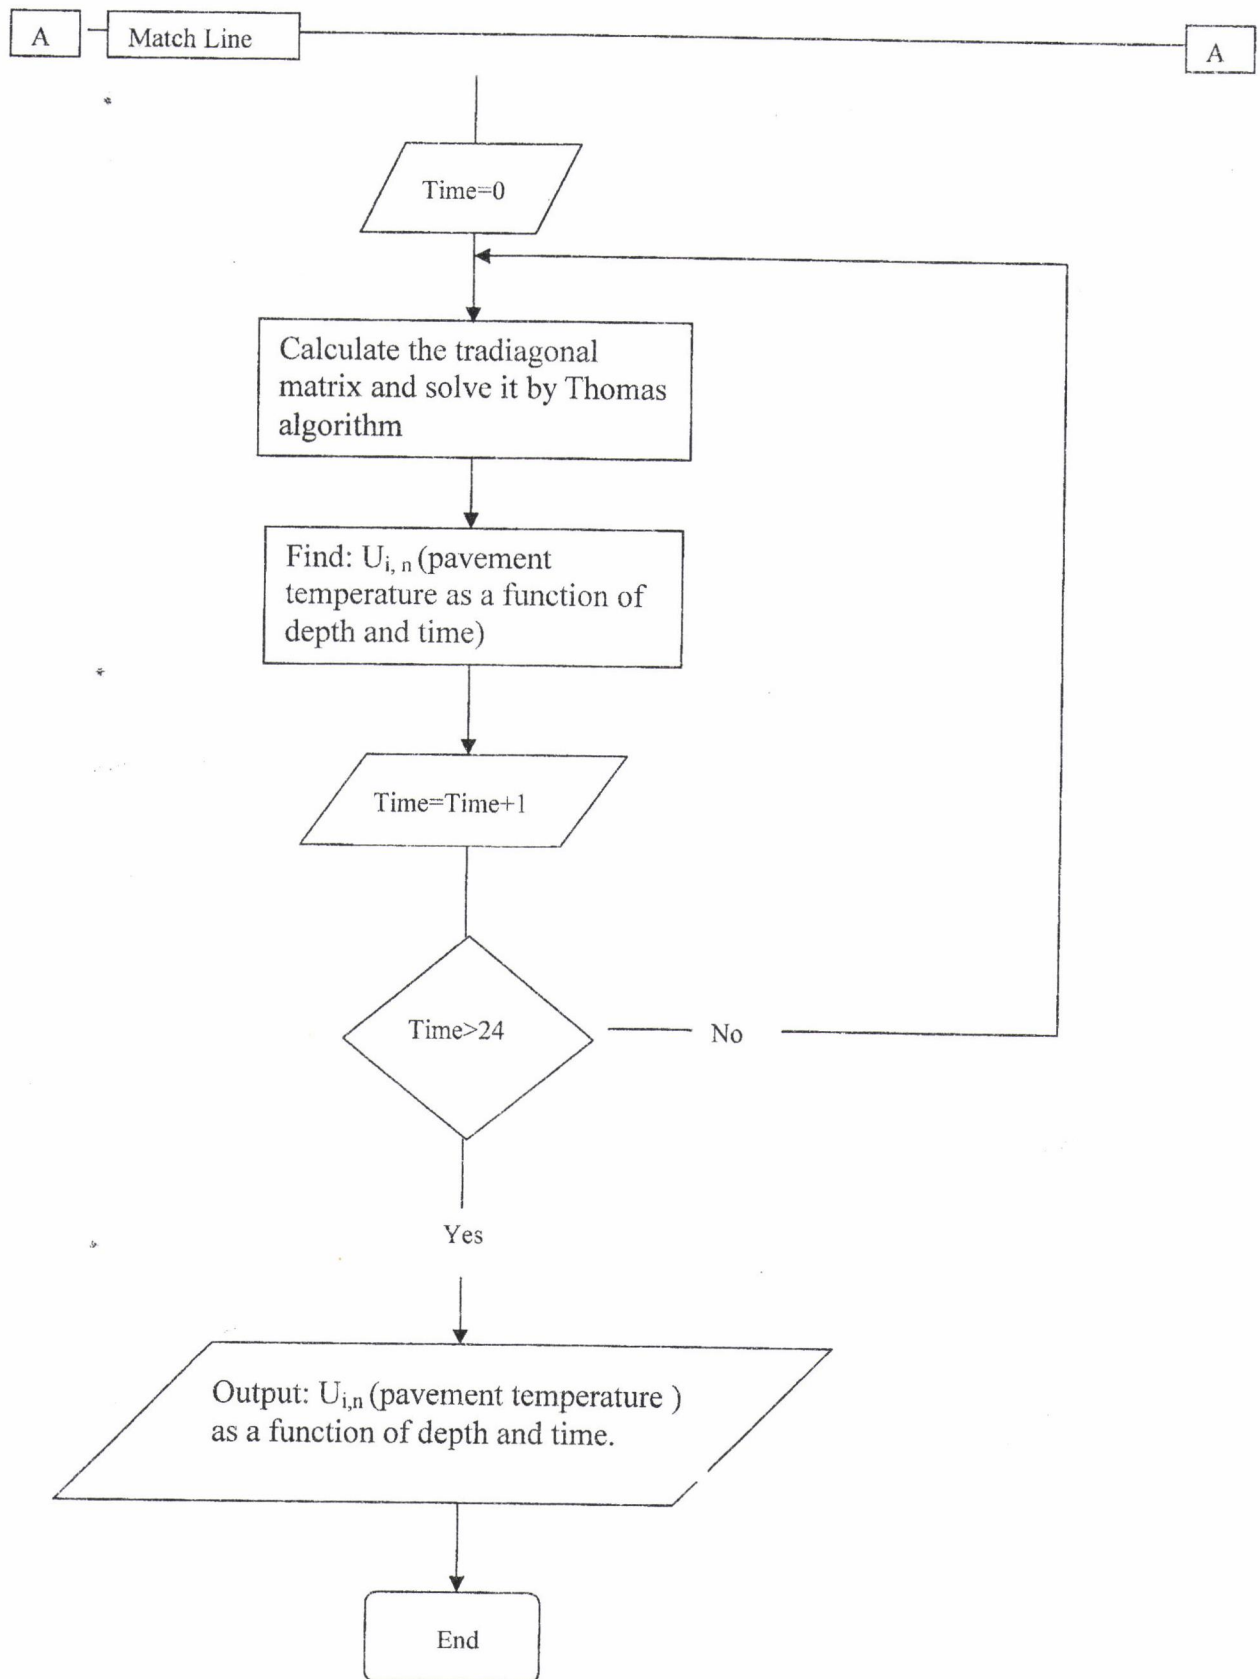 A
Match Line
A
Time=0
Calculate the tradiagonal
matrix and solve it by Thomas
algorithm
Find: Ui, n (pavement
temperature as a function of
depth and time)
Time=Time+1
Time>24
No
Yes
Output: Ui,n (pavement temperature )
as a function of depth and time.
End